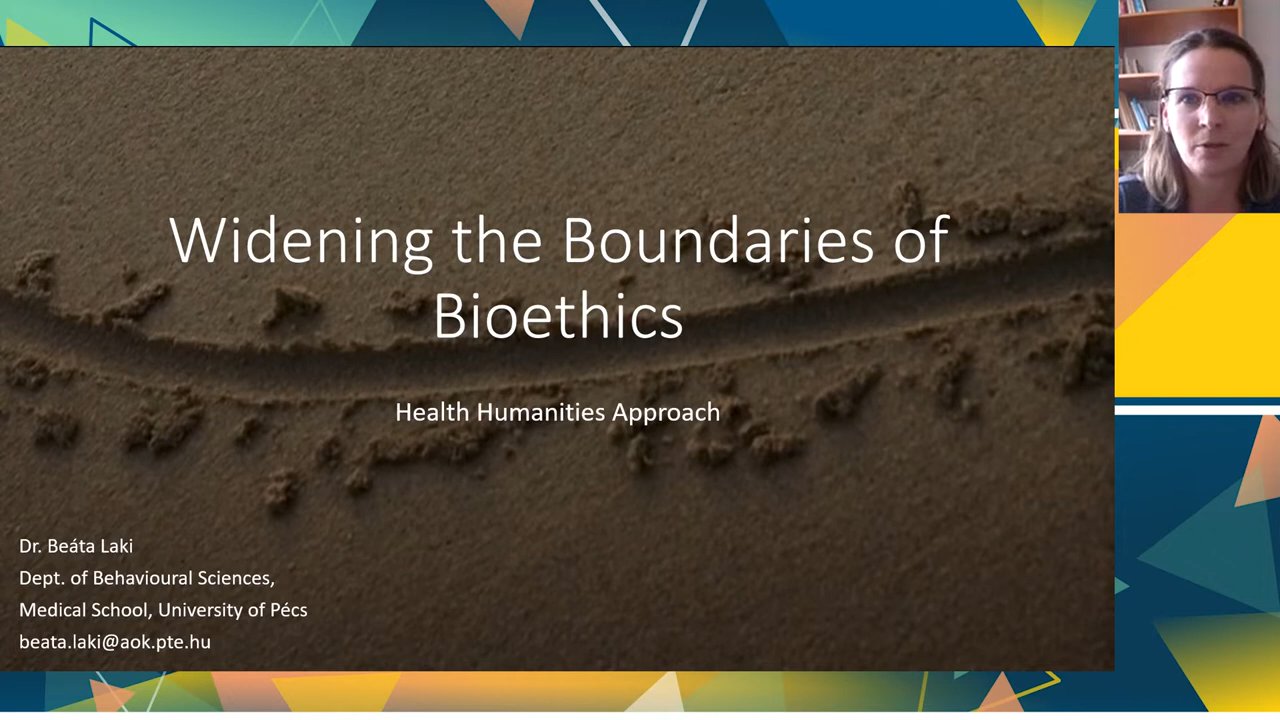 Widening the Boundaries of
Bioethics
Health Humanities Approach
Dr. Beáta Laki
Dept. of Behavioural Sciences,
Medical School, University of Pécs
beata.laki@aok.pte.hu